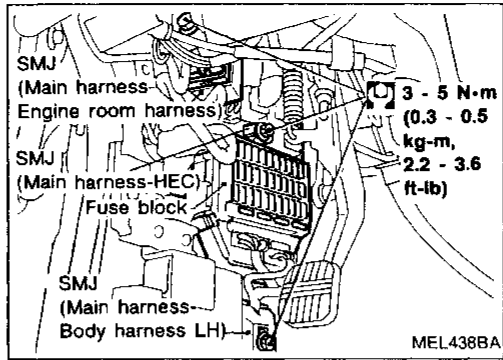 SMJ
(Main harness-
Engine room harness)
3 - 5 N•m
(0.3 - 0.5
kg-m,
2.2 - 3.6
ft-lb)
SMJ
(Main harness-HEC)
Fuse block
SMJ
(Main harness-
Body harness LH)
MEL438BA